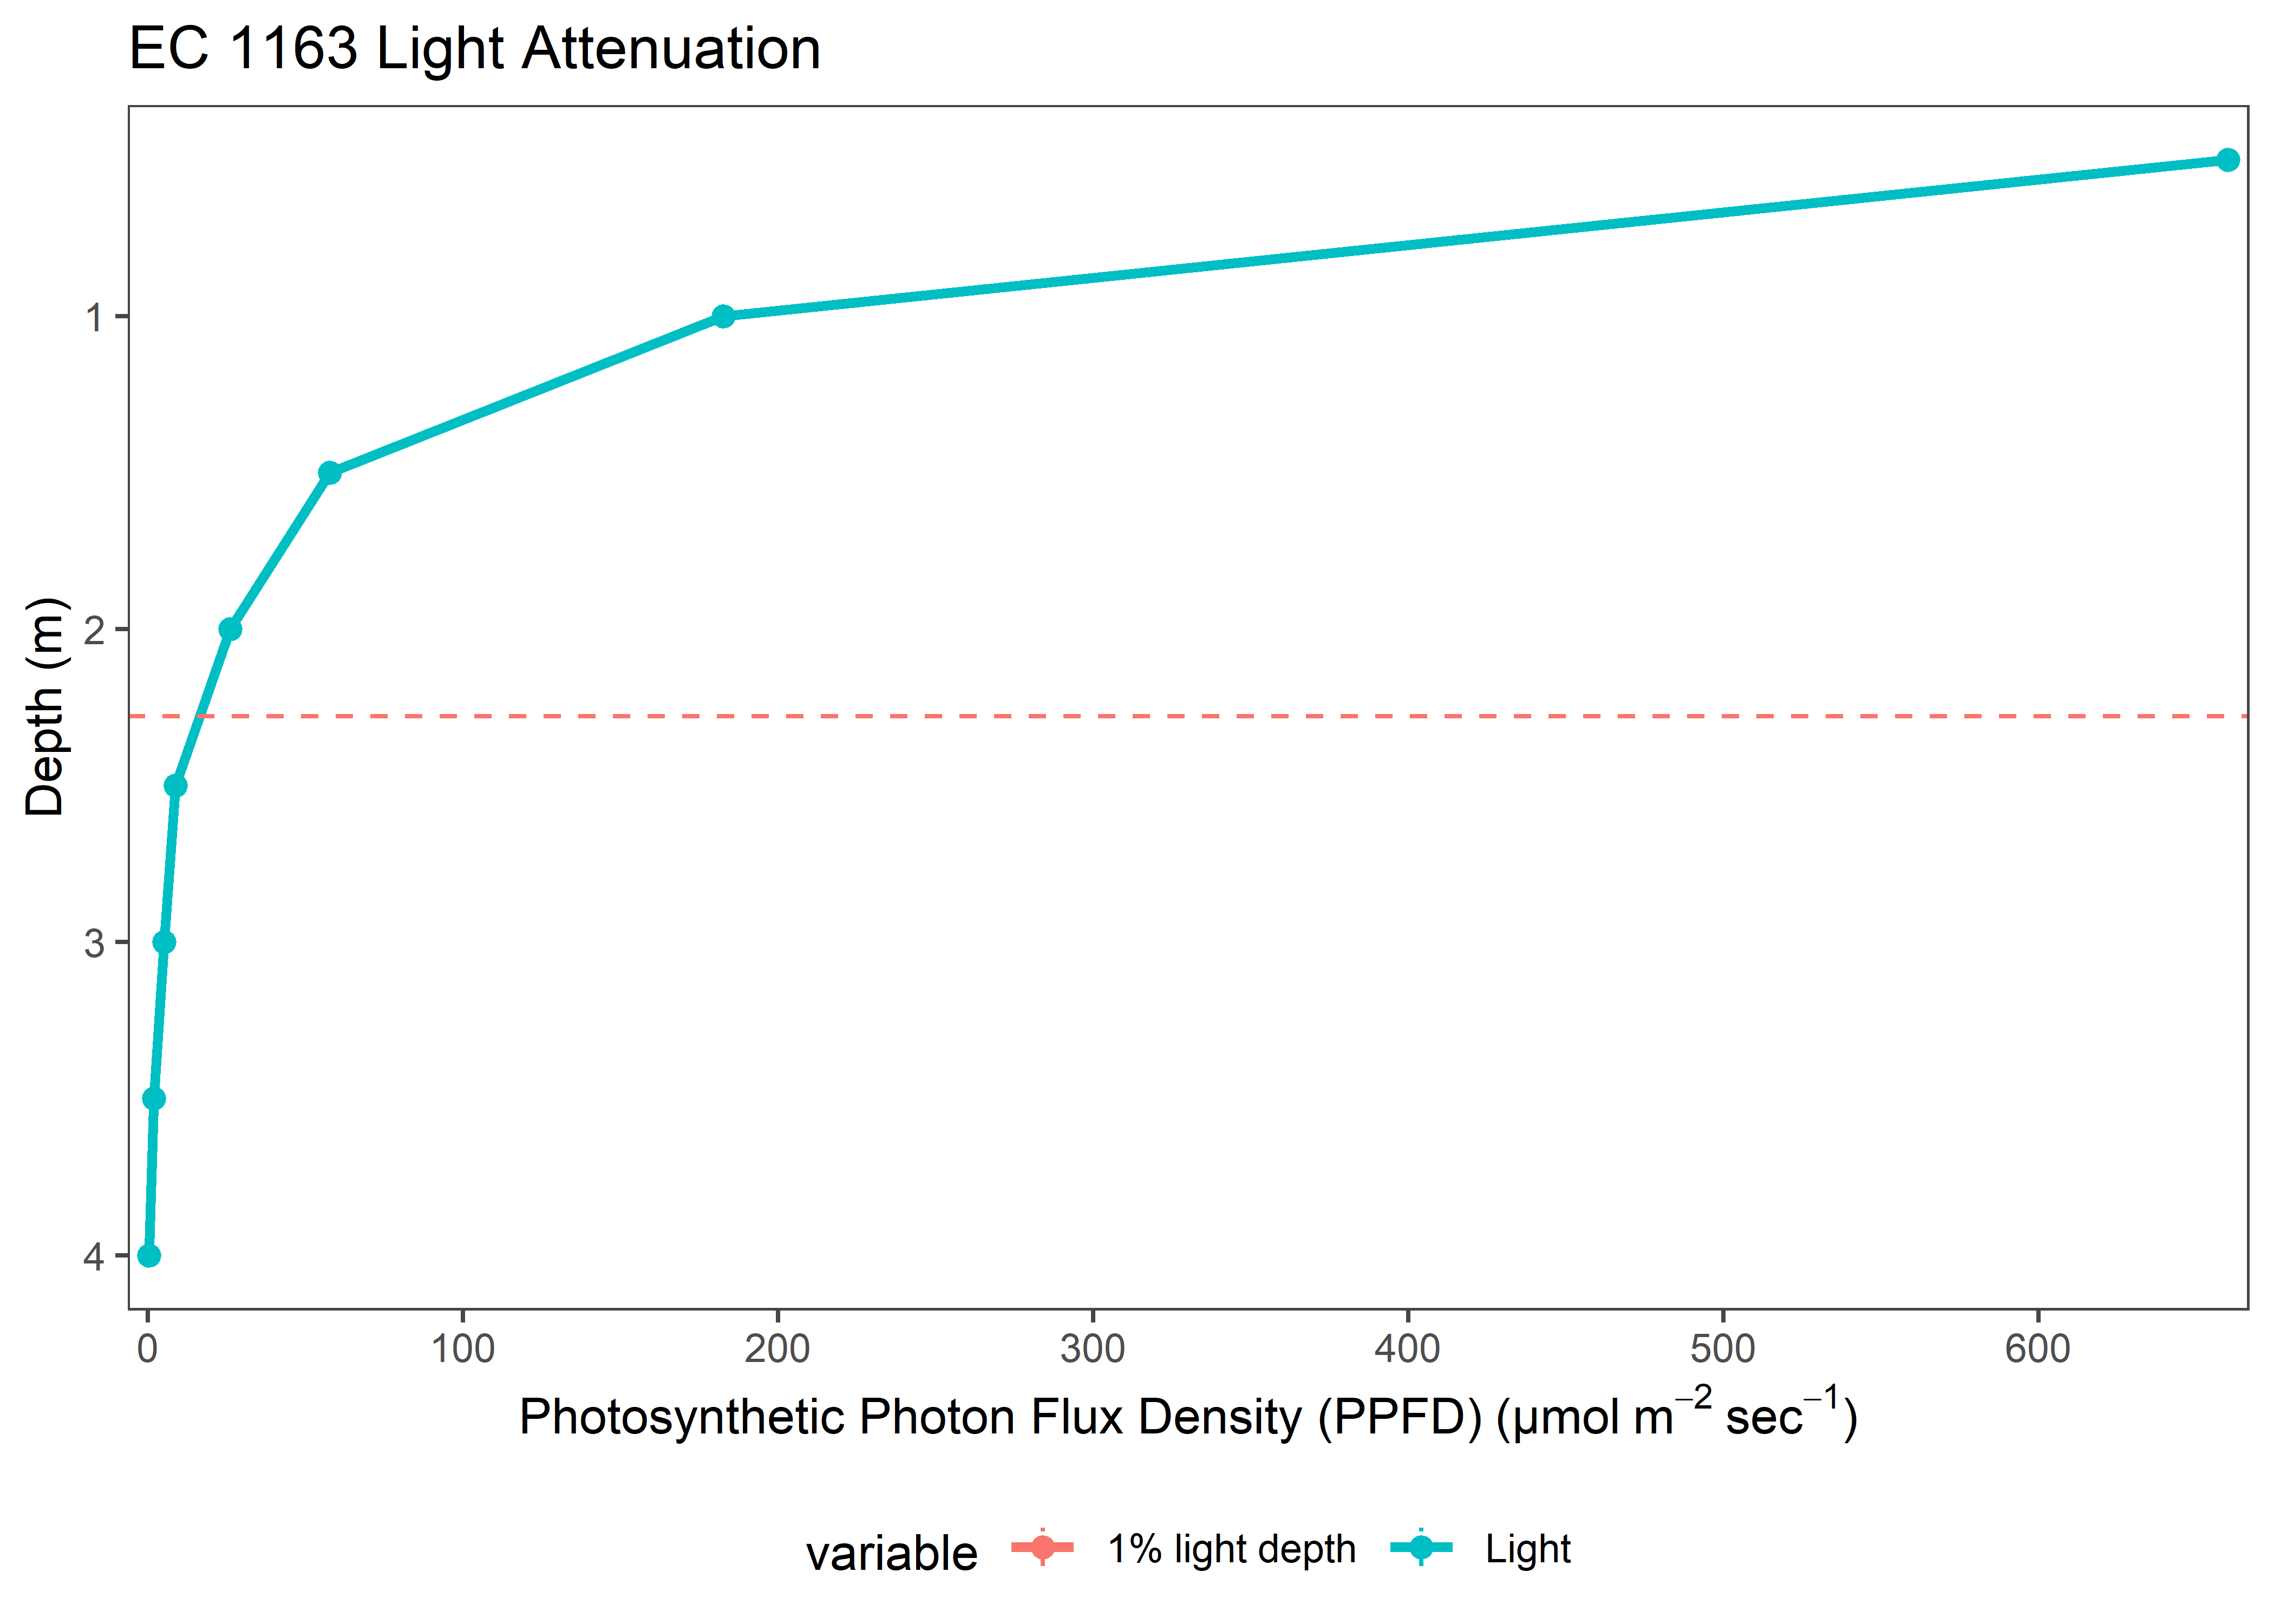 EC 1163 Light Attenuation
Depth (m)
1
2
3
4
0 100 200 300 400 500 600
Photosynthetic Photon Flux Density (PPFD) (µmol m⁻² sec⁻¹)
variable 1% light depth Light